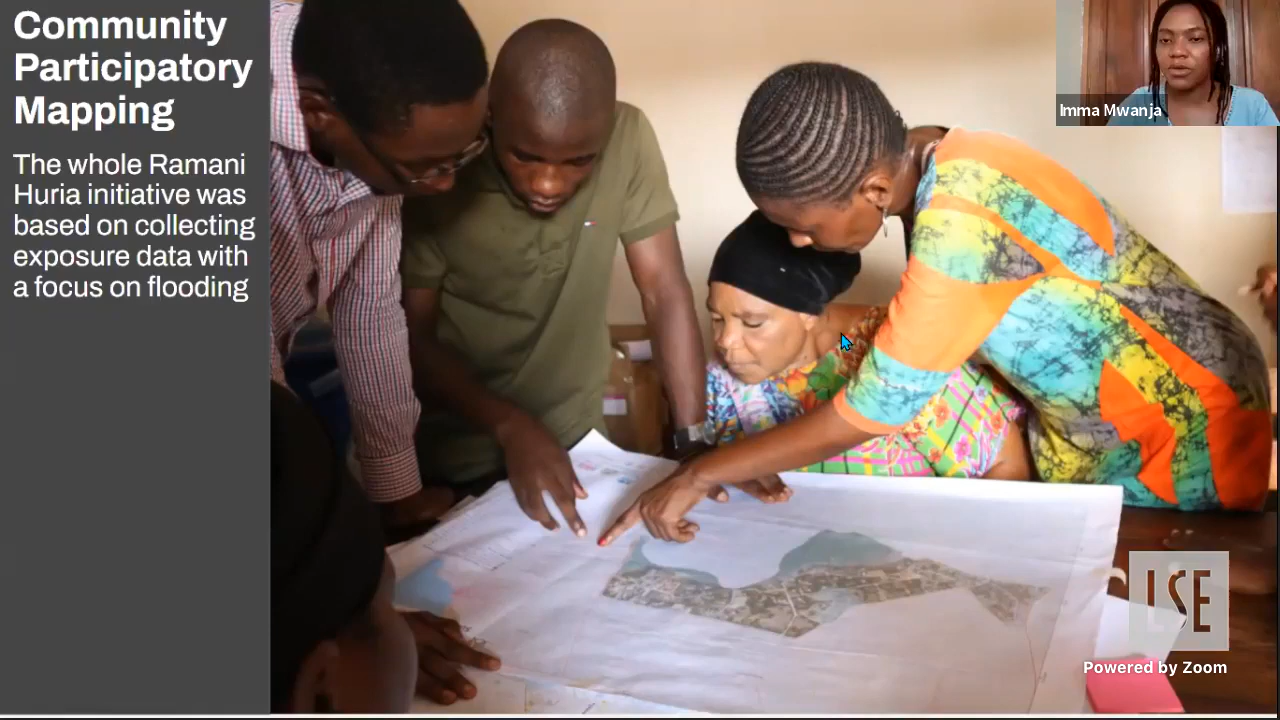 Community
Participatory
Mapping
The whole Ramani
Huria initiative was
based on collecting
exposure data with
a focus on flooding
Imma Mwanja
LSE
Powered by Zoom